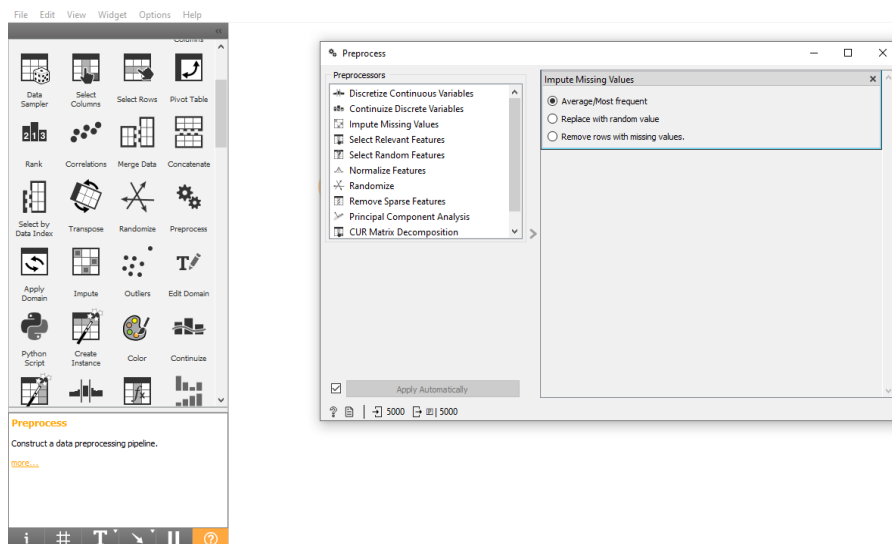 File Edit View Widget Options Help
Columns
Data Sampler
Select Columns
Select Rows
Pivot Table
Rank
Correlations
Merge Data
Concatenate
Select by Data Index
Transpose
Randomize
Preprocess
Apply Domain
Impute
Outliers
Edit Domain
Python Script
Create Instance
Color
Continuize
Preprocess
Construct a data preprocessing pipeline.
more...
Preprocess
Preprocessors
Discretize Continuous Variables
Continuize Discrete Variables
Impute Missing Values
Select Relevant Features
Select Random Features
Normalize Features
Randomize
Remove Sparse Features
Principal Component Analysis
CUR Matrix Decomposition
Apply Automatically
5000 5000
Impute Missing Values
Average/Most frequent
Replace with random value
Remove rows with missing values.